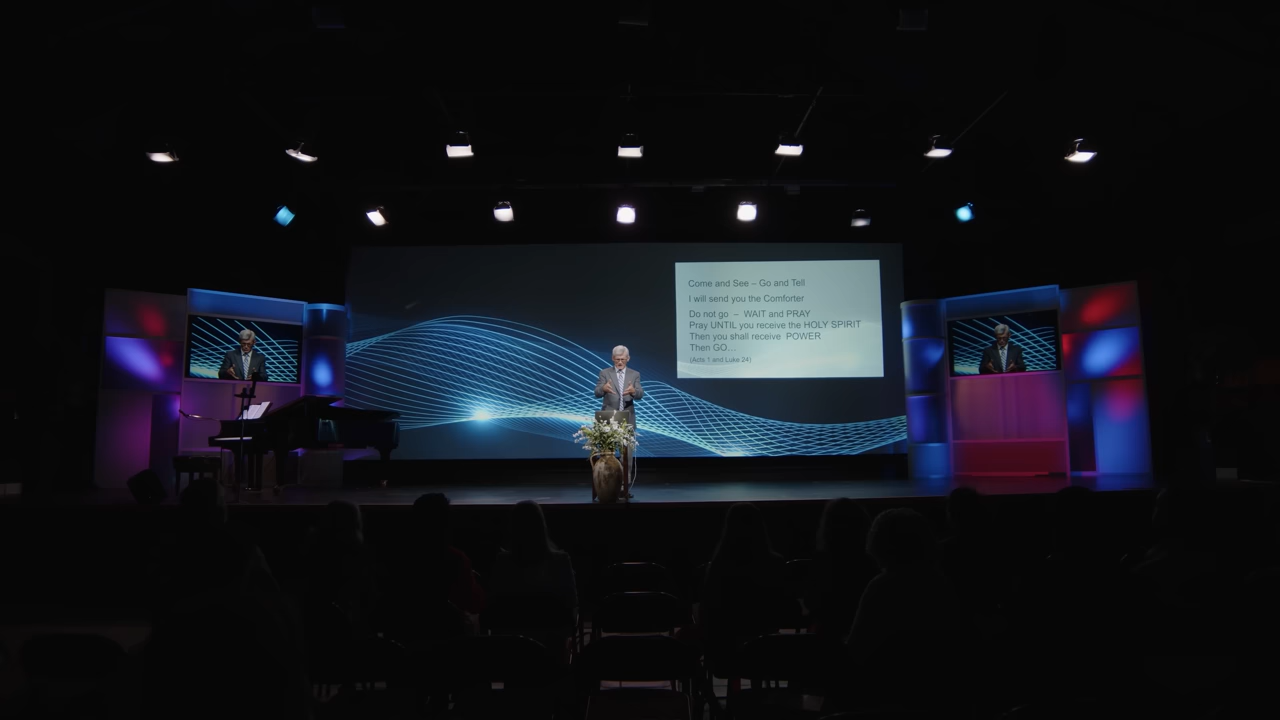 Come and See – Go and Tell
I will send you the Comforter
Do not go – WAIT and PRAY
Pray UNTIL you receive the HOLY SPIRIT
Then you shall receive POWER
Then GO...
(Acts 1 and Luke 24)